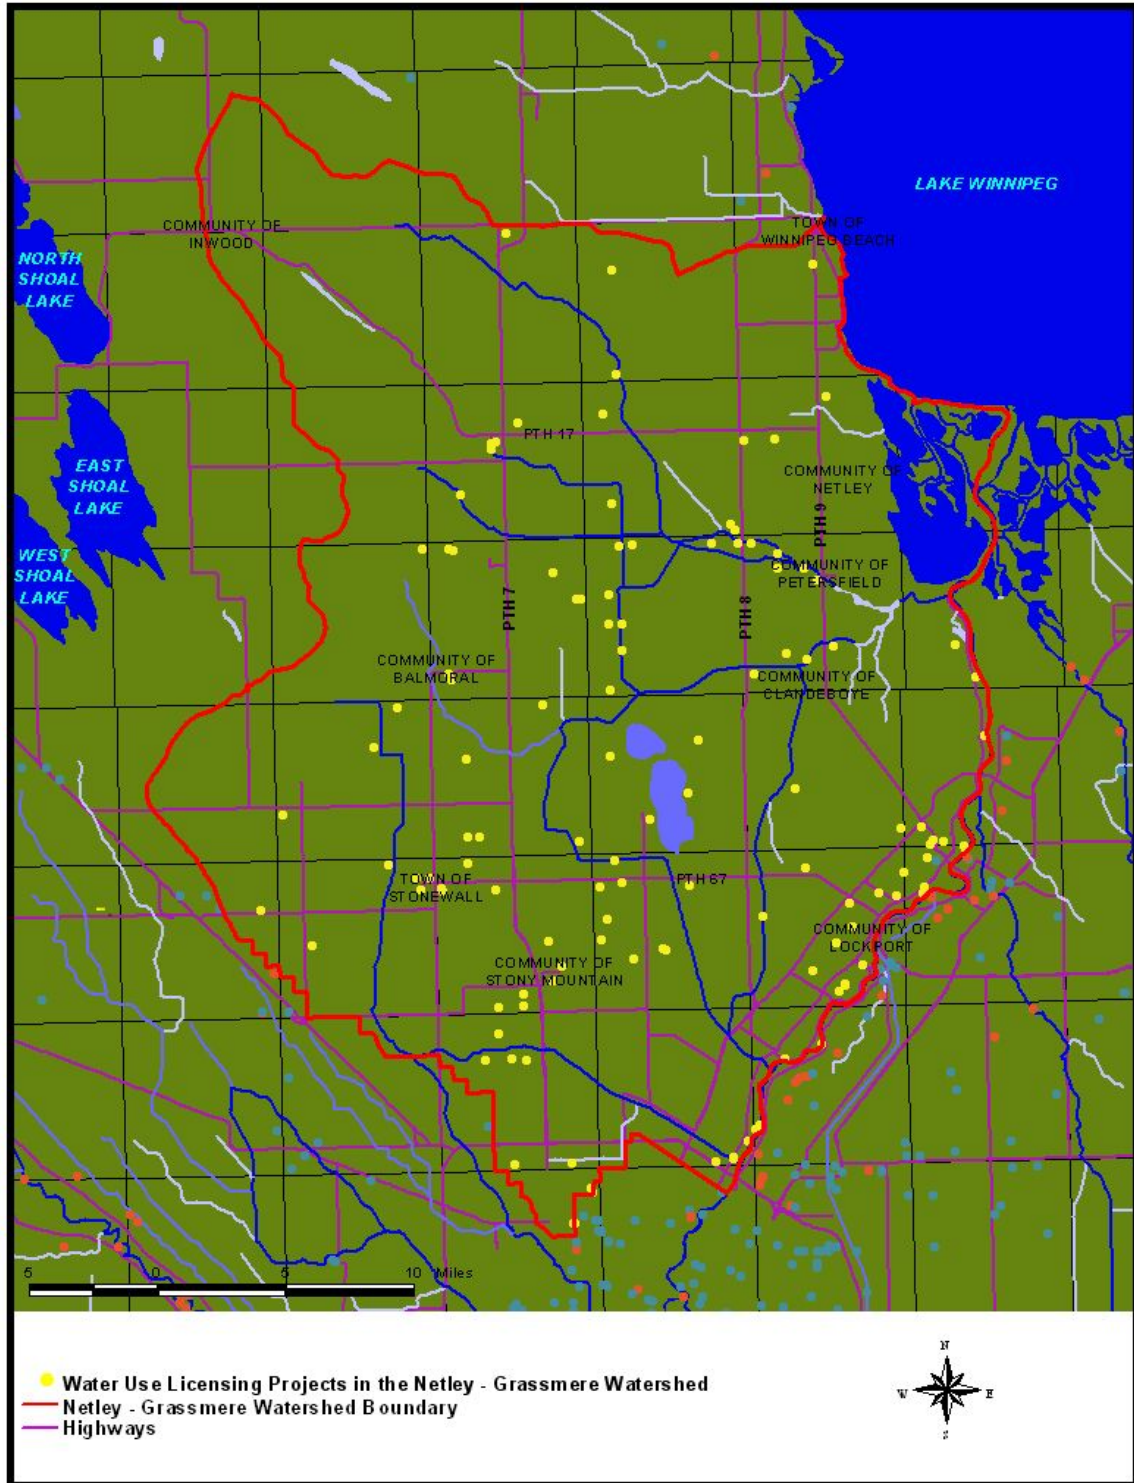 LAKE WINNIPEG
COMMUNITY OF
INWOOD
TOWN OF
WINNIPEG BEACH
NORTH
SHOAL
LAKE
PTH 17
EAST
SHOAL
LAKE
COMMUNITY OF
NETLEY
PTH 9
WEST
SHOAL
LAKE
COMMUNITY OF
PETERSFIELD
PTH 7
PTH 8
COMMUNITY OF
BALMORAL
COMMUNITY OF
CLANDEBOYE
TOWN OF
STONEWALL
PTH 67
COMMUNITY OF
LOCKPORT
COMMUNITY OF
STONY MOUNTAIN
5 0 5 10 Miles
N
W E
S
Water Use Licensing Projects in the Netley - Grassmere Watershed
Netley - Grassmere Watershed Boundary
Highways